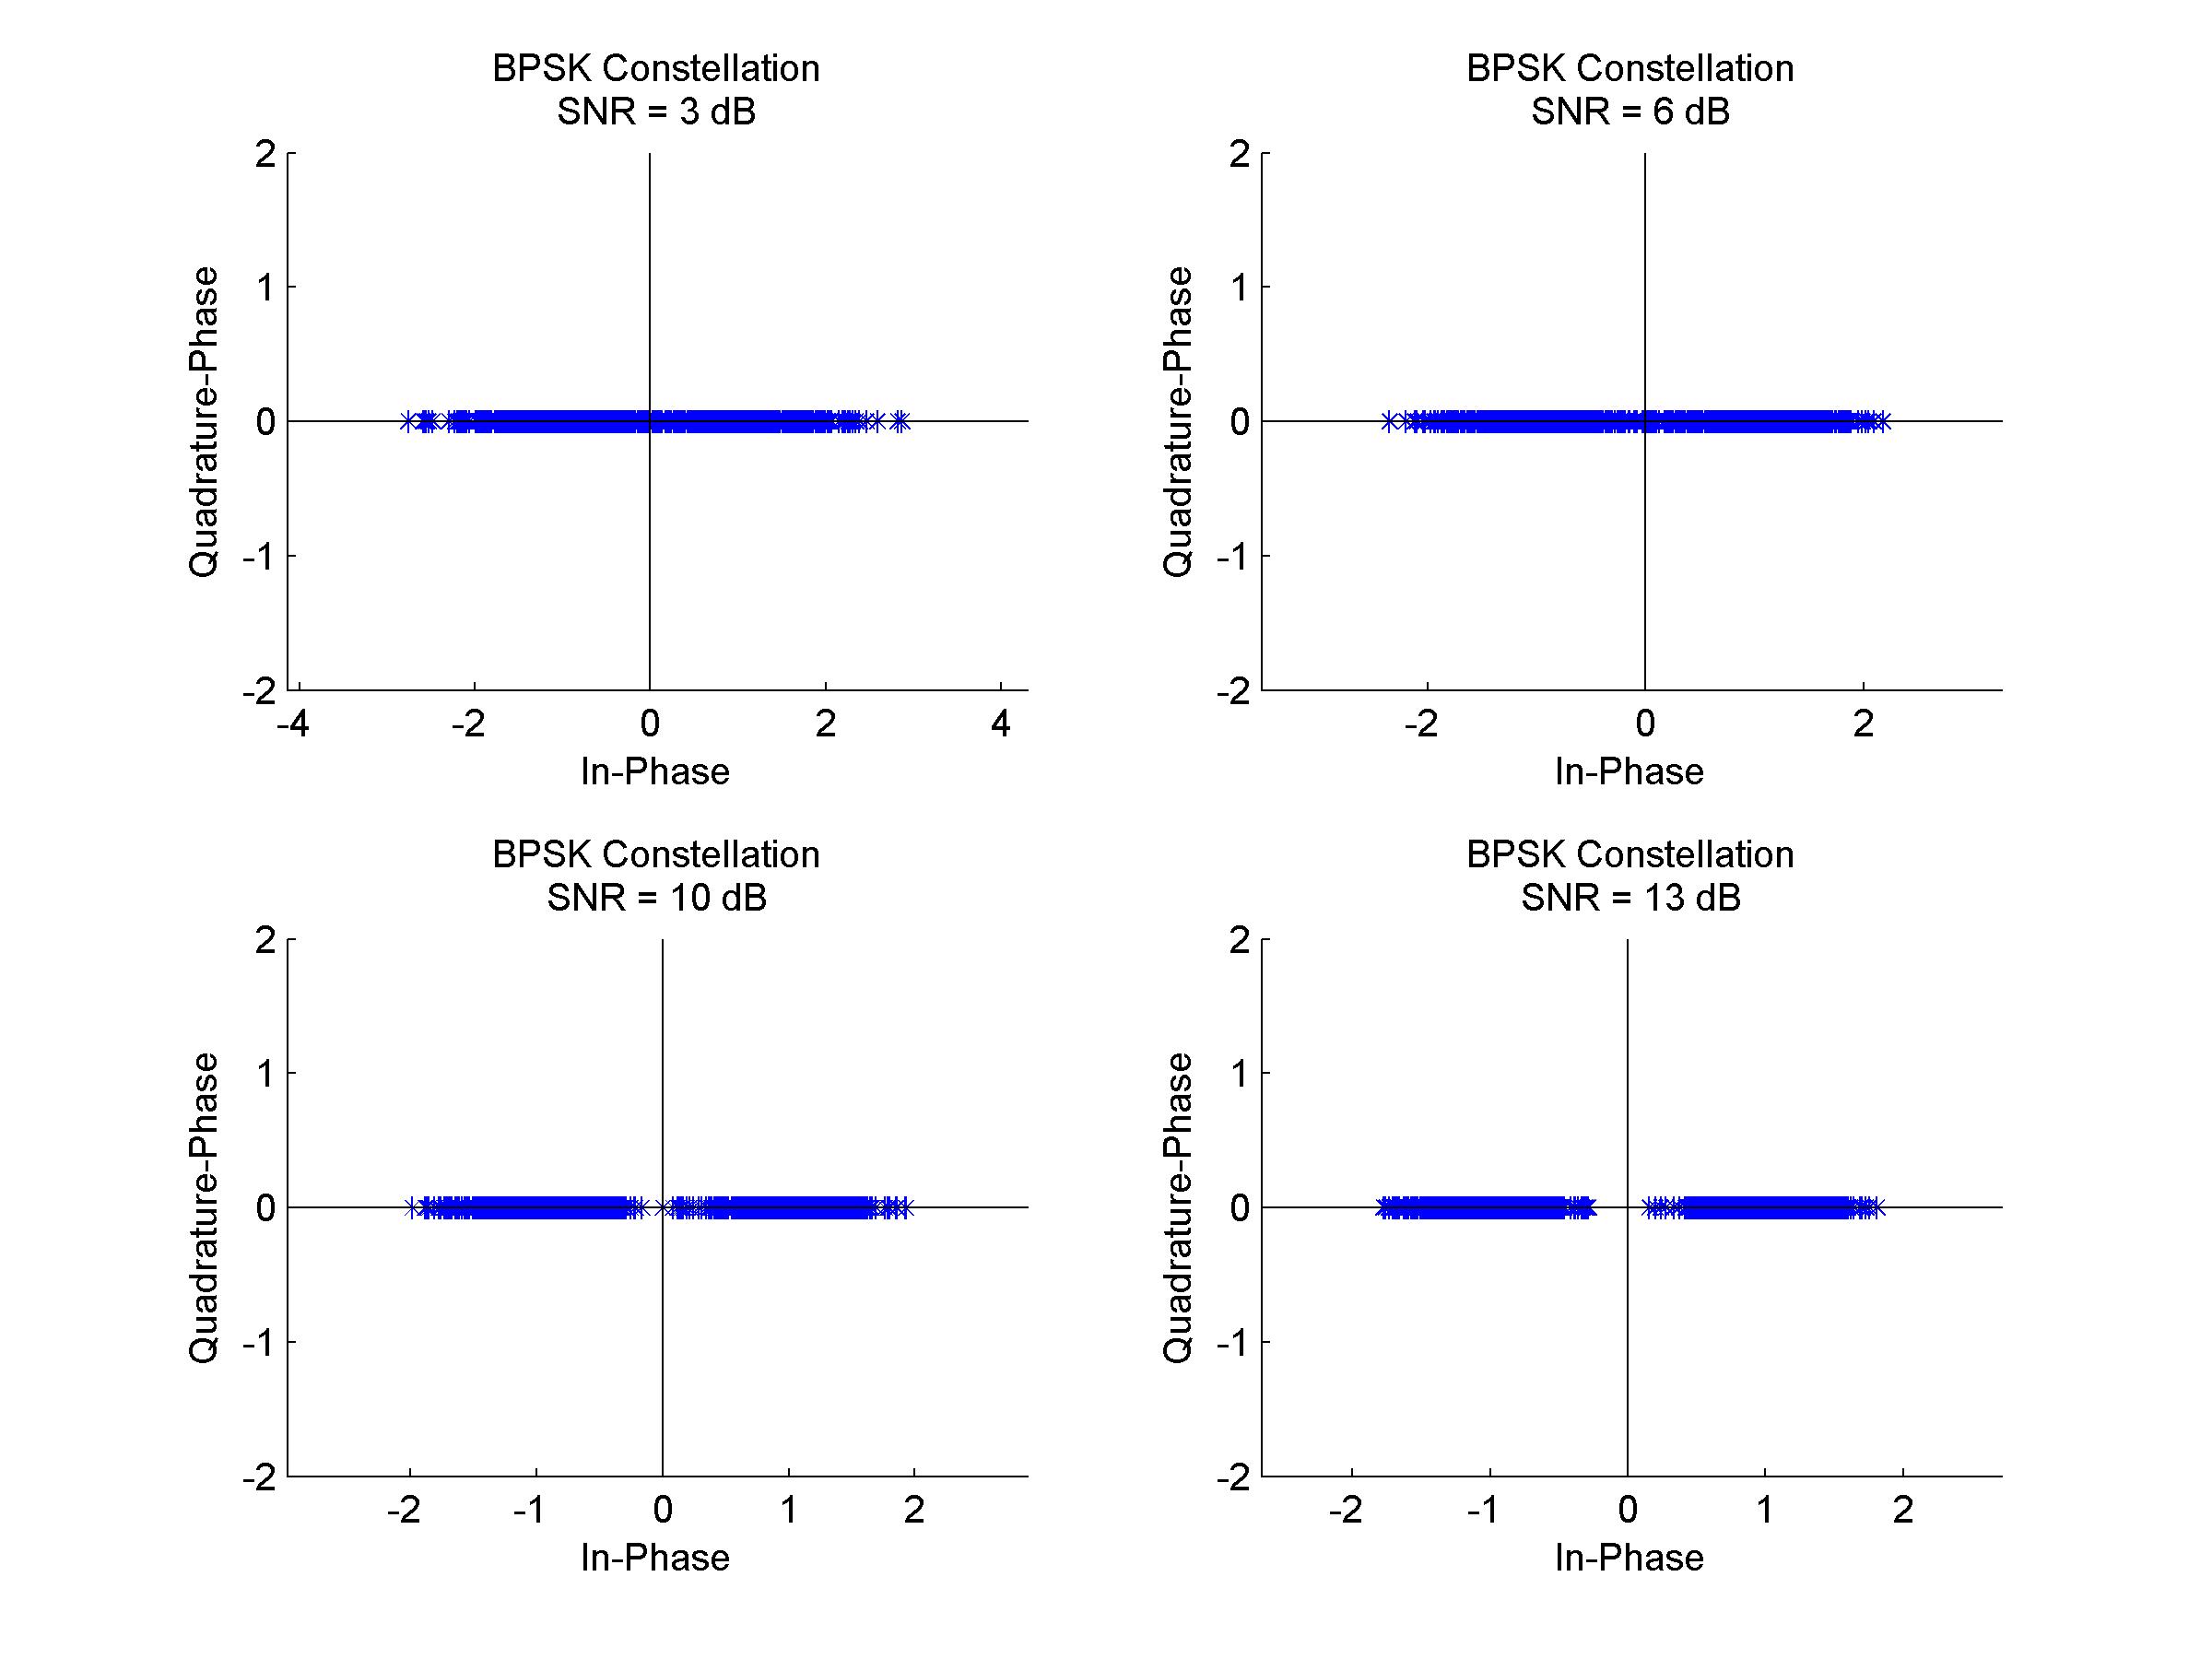 BPSK Constellation
SNR = 3 dB
2
1
0
-1
-2
Quadrature-Phase
-4 -2 0 2 4
In-Phase
BPSK Constellation
SNR = 6 dB
2
1
0
-1
-2
Quadrature-Phase
-2 0 2
In-Phase
BPSK Constellation
SNR = 10 dB
2
1
0
-1
-2
Quadrature-Phase
-2 -1 0 1 2
In-Phase
BPSK Constellation
SNR = 13 dB
2
1
0
-1
-2
Quadrature-Phase
-2 -1 0 1 2
In-Phase